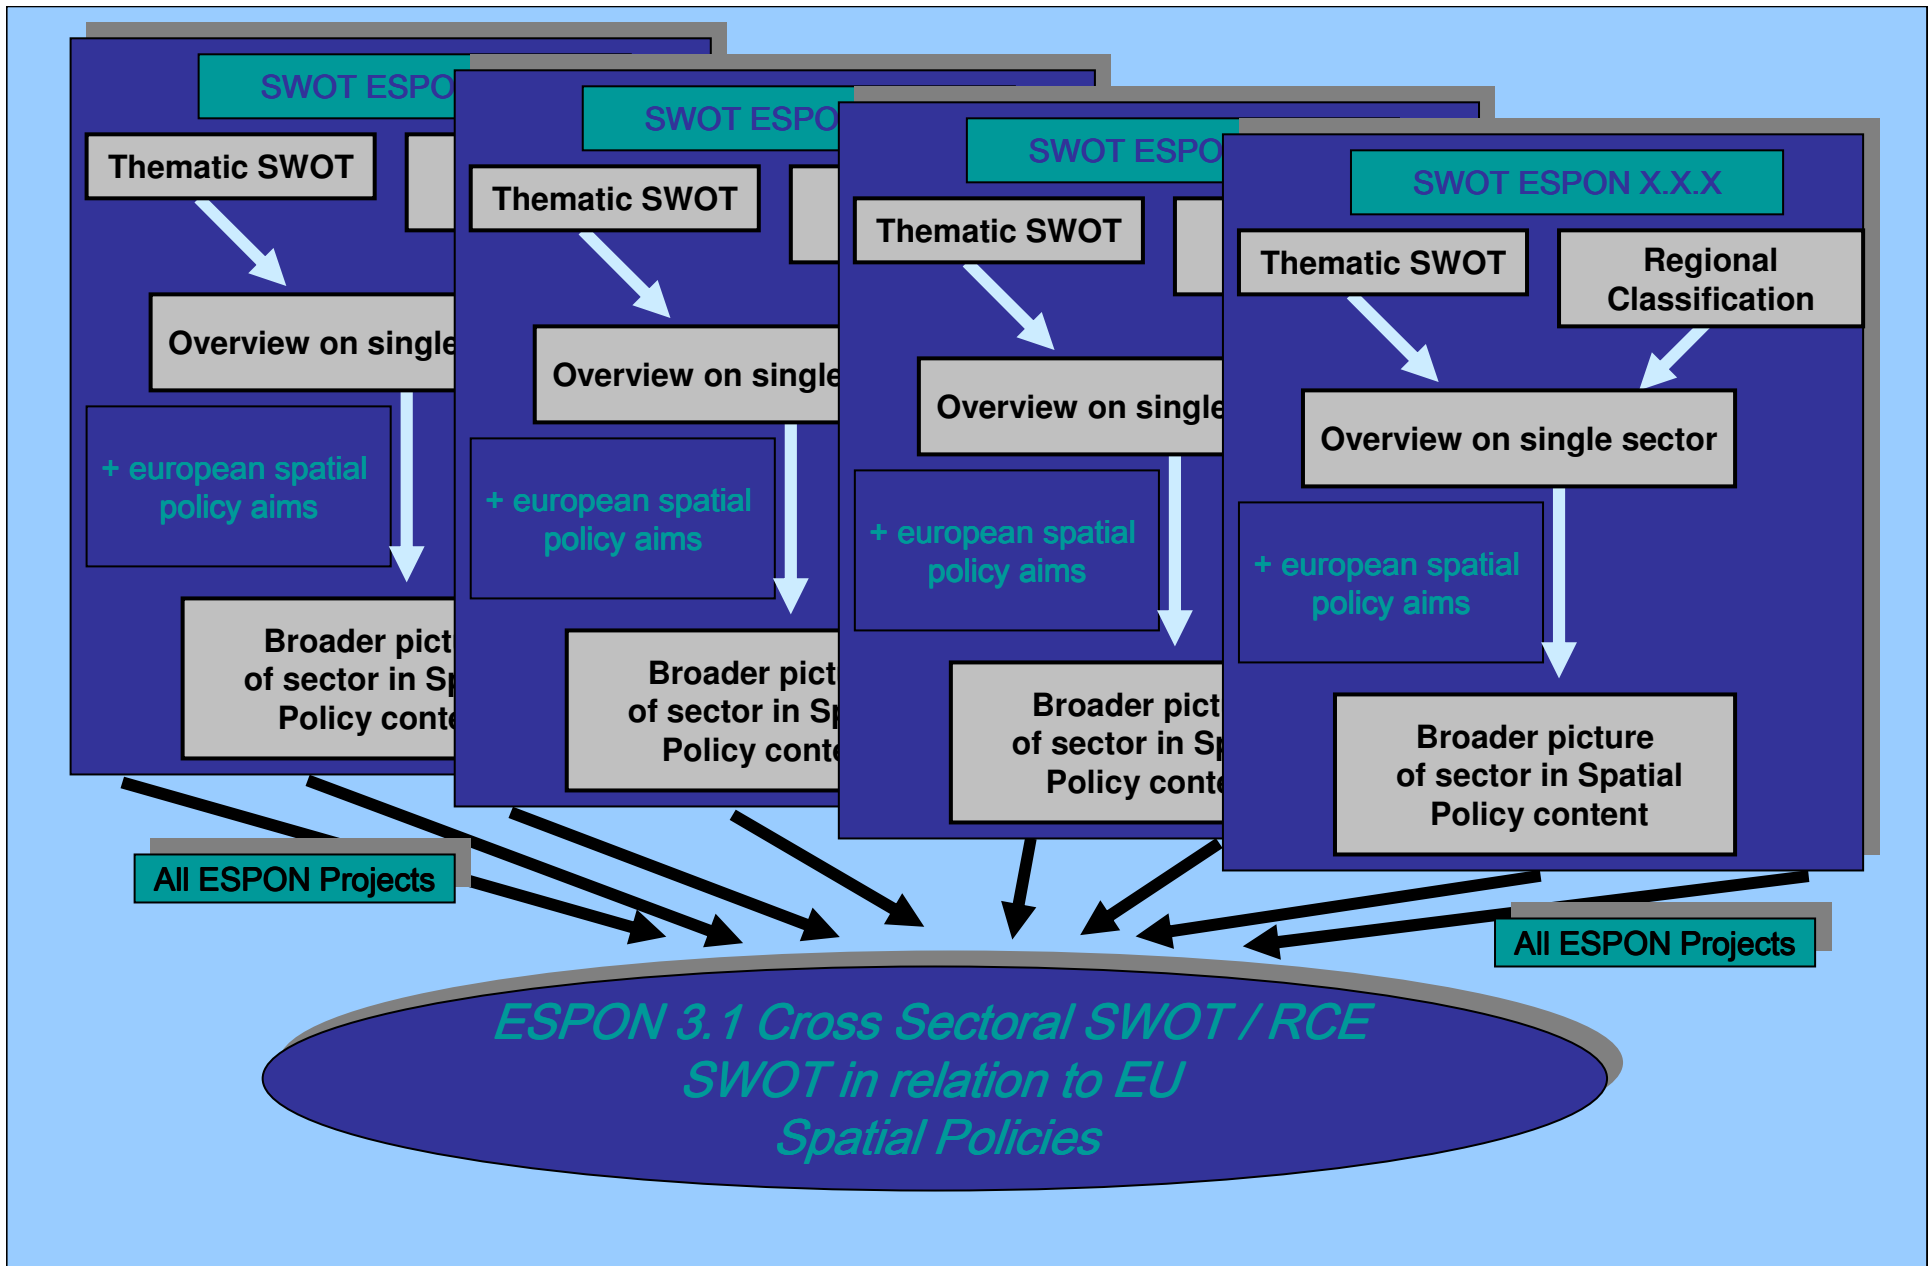 SWOT ESPO
Thematic SWOT
Overview on single
+ european spatial
policy aims
Broader pict
of sector in Sp
Policy conte
SWOT ESPO
Thematic SWOT
Overview on single
+ european spatial
policy aims
Broader pict
of sector in Sp
Policy conte
SWOT ESPO
Thematic SWOT
Overview on single
+ european spatial
policy aims
Broader pict
of sector in Sp
Policy conte
SWOT ESPON X.X.X
Thematic SWOT
Regional
Classification
Overview on single sector
+ european spatial
policy aims
Broader picture
of sector in Spatial
Policy content
All ESPON Projects
All ESPON Projects
ESPON 3.1 Cross Sectoral SWOT / RCE
SWOT in relation to EU
Spatial Policies